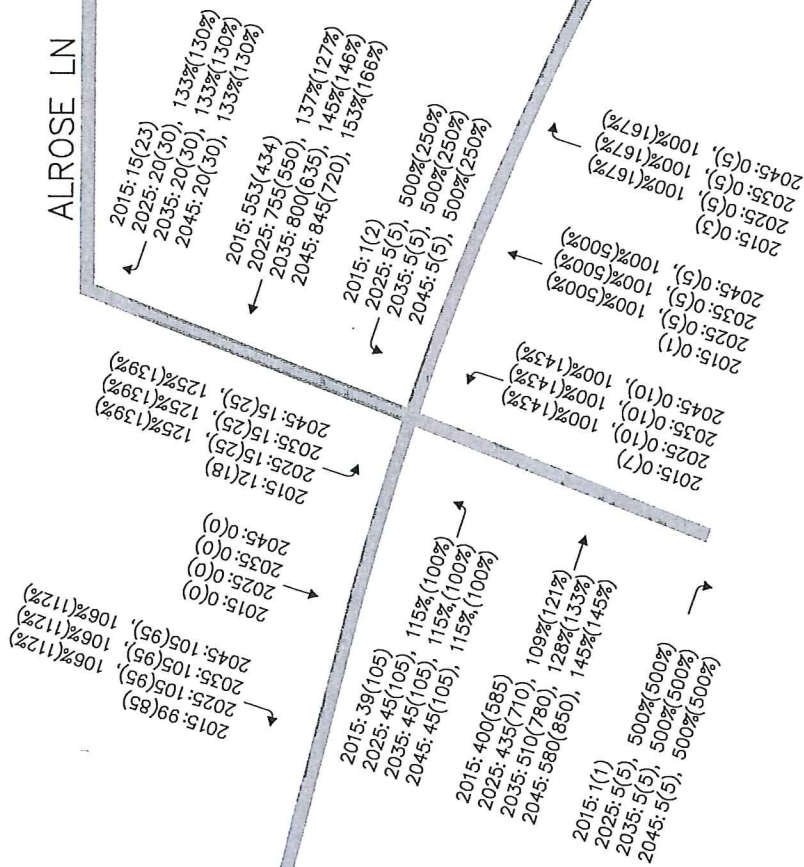 ALROSE LN
2015: 15(23)
2025: 20(30), 133%(130%)
2035: 20(30), 133%(130%)
2045: 20(30), 133%(130%)
2015: 553(434)
2025: 755(550), 137%(127%)
2035: 800(635), 145%(146%)
2045: 845(720), 153%(166%)
2015: 1(2)
2025: 5(5), 500%(250%)
2035: 5(5), 500%(250%)
2045: 5(5), 500%(250%)
2015: 0(3)
2025: 0(5), 100%(167%)
2035: 0(5), 100%(167%)
2045: 0(5), 100%(167%)
2015: 0(1)
2025: 0(5), 100%(500%)
2035: 0(5), 100%(500%)
2045: 0(5), 100%(500%)
2015: 0(7)
2025: 0(10), 100%(143%)
2035: 0(10), 100%(143%)
2045: 0(10), 100%(143%)
2015: 12(18)
2025: 15(25), 125%(139%)
2035: 15(25), 125%(139%)
2045: 15(25), 125%(139%)
2015: 0(0)
2025: 0(0)
2035: 0(0)
2045: 0(0)
2015: 99(85)
2025: 105(95), 106%(112%)
2035: 105(95), 106%(112%)
2045: 105(95), 106%(112%)
2015: 39(105)
2025: 45(105), 115%,(100%)
2035: 45(105), 115%,(100%)
2045: 45(105), 115%,(100%)
2015: 400(585)
2025: 435(710), 109%(121%)
2035: 510(780), 128%(133%)
2045: 580(850), 145%(145%)
2015: 1(1)
2025: 5(5), 500%(500%)
2035: 5(5), 500%(500%)
2045: 5(5), 500%(500%)